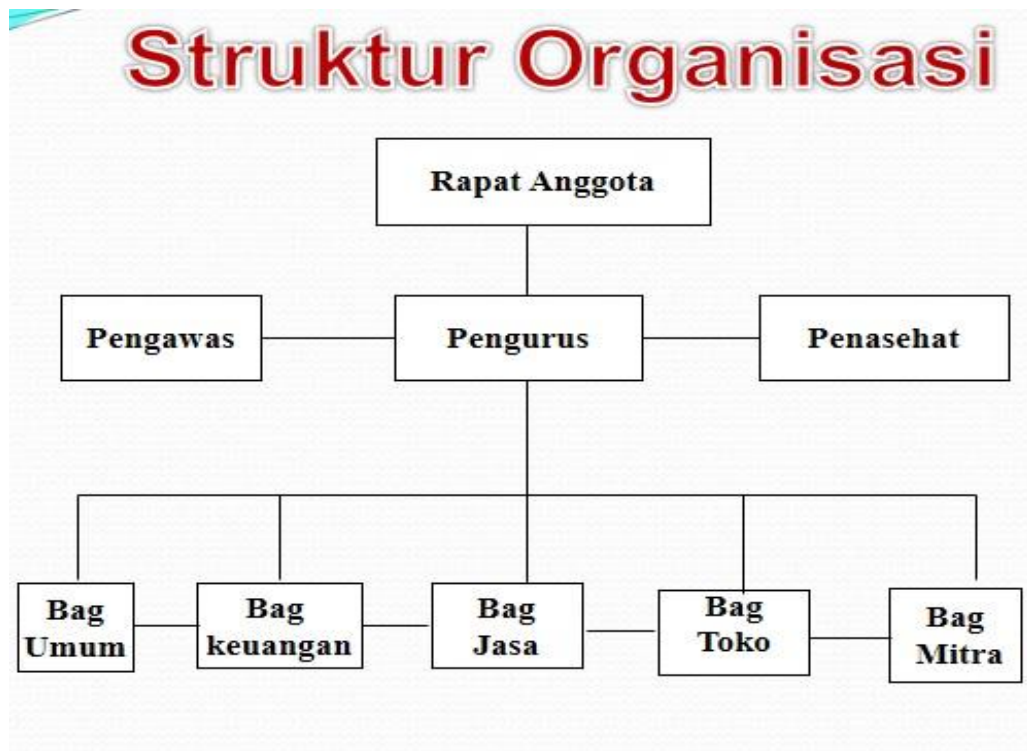 Struktur Organisasi
Rapat Anggota
Pengawas
Pengurus
Penasehat
Bag
Umum
Bag
keuangan
Bag
Jasa
Bag
Toko
Bag
Mitra